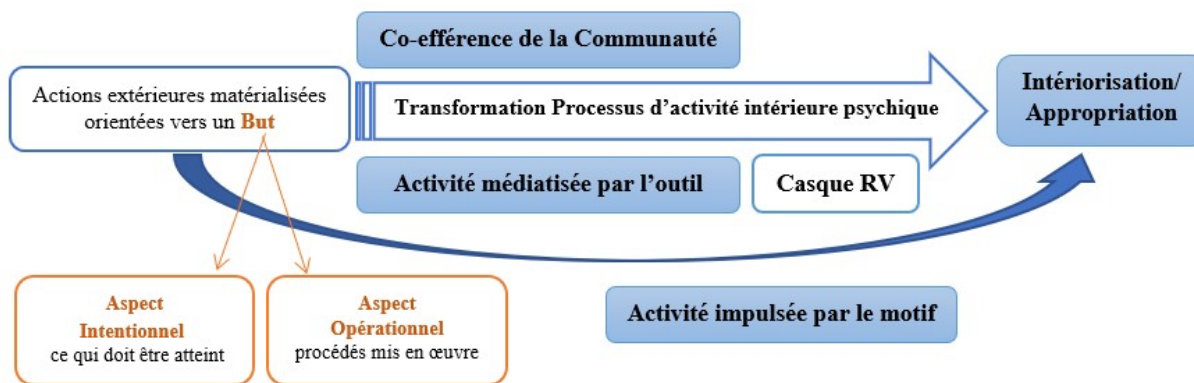 Co-efférence de la Communauté
Actions extérieures matérialisées
orientées vers un But
Transformation Processus d'activité intérieure psychique
Intériorisation/
Appropriation
Activité médiatisée par l'outil
Casque RV
Aspect
Intentionnel
ce qui doit être atteint
Aspect
Opérationnel
procédés mis en œuvre
Activité impulsée par le motif